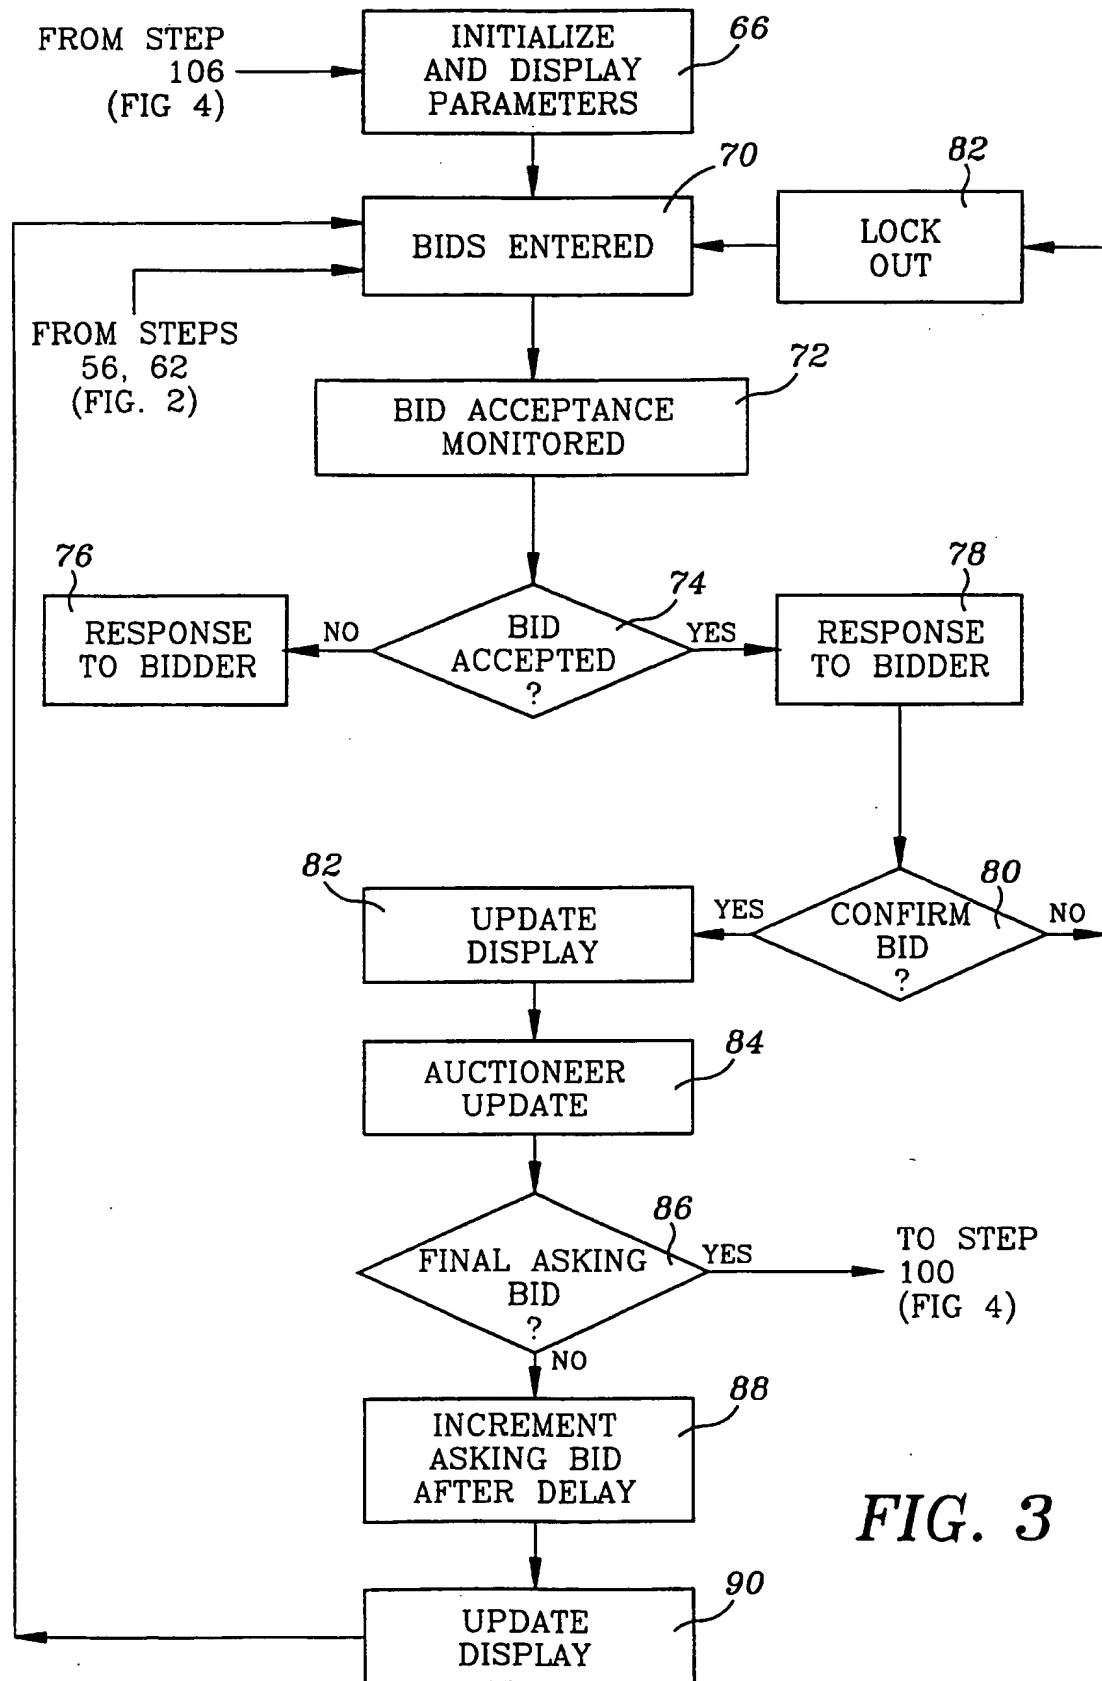 FROM STEP
106
(FIG 4)
INITIALIZE
AND DISPLAY
PARAMETERS
66
70
BIDS ENTERED
82
LOCK
OUT
FROM STEPS
56, 62
(FIG. 2)
72
BID ACCEPTANCE
MONITORED
76
RESPONSE
TO BIDDER
NO
74
BID
ACCEPTED
?
YES
78
RESPONSE
TO BIDDER
80
CONFIRM
BID
?
NO
YES
82
UPDATE
DISPLAY
84
AUCTIONEER
UPDATE
86
FINAL ASKING
BID
?
YES
TO STEP
100
(FIG 4)
NO
88
INCREMENT
ASKING BID
AFTER DELAY
90
UPDATE
DISPLAY
FIG. 3